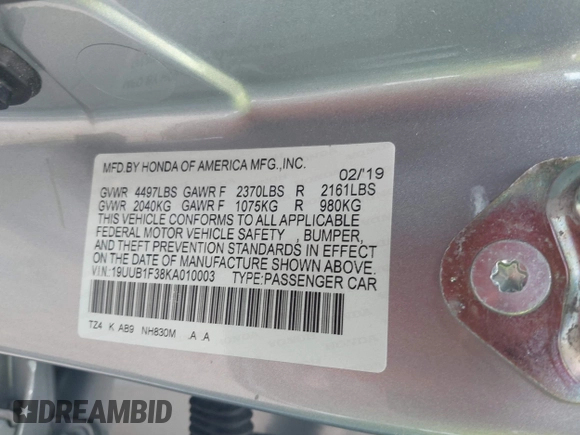 MFD.BY HONDA OF AMERICA MFG.,INC.
02/'19
GVWR 4497LBS GAWR F 2370LBS R 2161LBS
GVWR 2040KG GAWR F 1075KG R 980KG
THIS VEHICLE CONFORMS TO ALL APPLICABLE
FEDERAL MOTOR VEHICLE SAFETY , BUMPER,
AND THEFT PREVENTION STANDARDS IN EFFECT
ON THE DATE OF MANUFACTURE SHOWN ABOVE.
VIN:19UUB1F38KA010003 TYPE:PASSENGER CAR
TZ4 K AB9 NH830M .A .A
DREAMBID